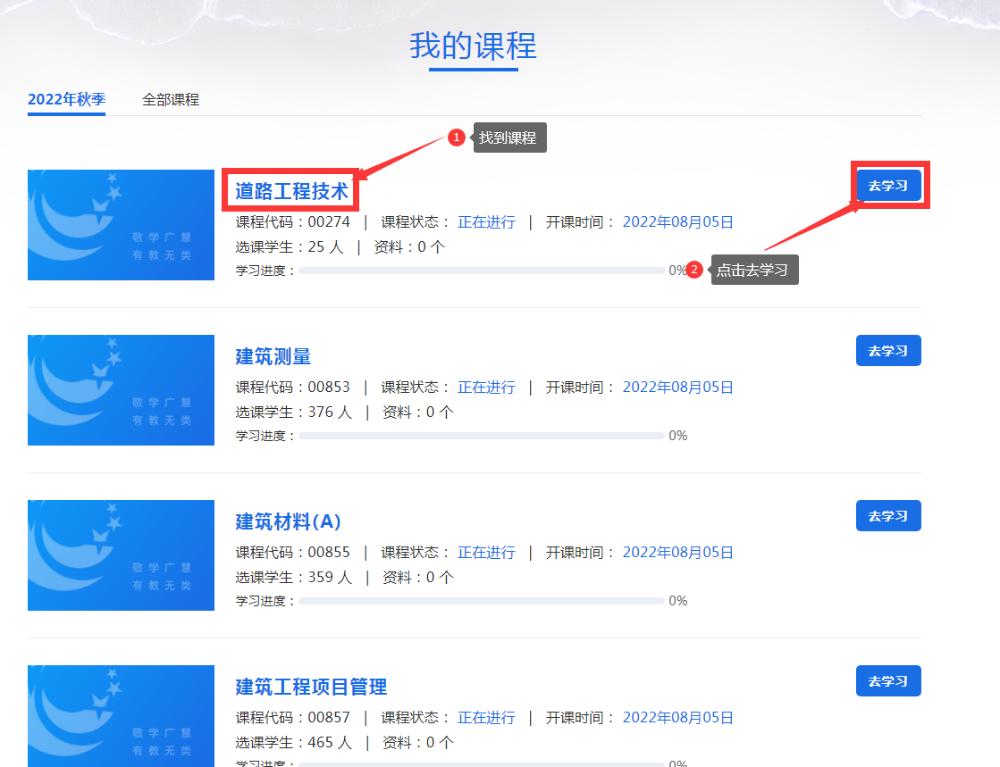 我的课程
2022年秋季 全部课程
1 找到课程
道路工程技术 去学习
课程代码：00274 | 课程状态： 正在进行 | 开课时间： 2022年08月05日
敬学广慧
选课学生：25 人 | 资料：0 个
有教无类
学习进度： 0% 2 点击去学习
建筑测量 去学习
课程代码：00853 | 课程状态： 正在进行 | 开课时间： 2022年08月05日
敬学广慧
选课学生：376 人 | 资料：0 个
有教无类
学习进度： 0%
建筑材料(A) 去学习
课程代码：00855 | 课程状态： 正在进行 | 开课时间： 2022年08月05日
敬学广慧
选课学生：359 人 | 资料：0 个
有教无类
学习进度： 0%
建筑工程项目管理 去学习
课程代码：00857 | 课程状态： 正在进行 | 开课时间： 2022年08月05日
敬学广慧
选课学生：465 人 | 资料：0 个
有教无类
学习进度： 0%